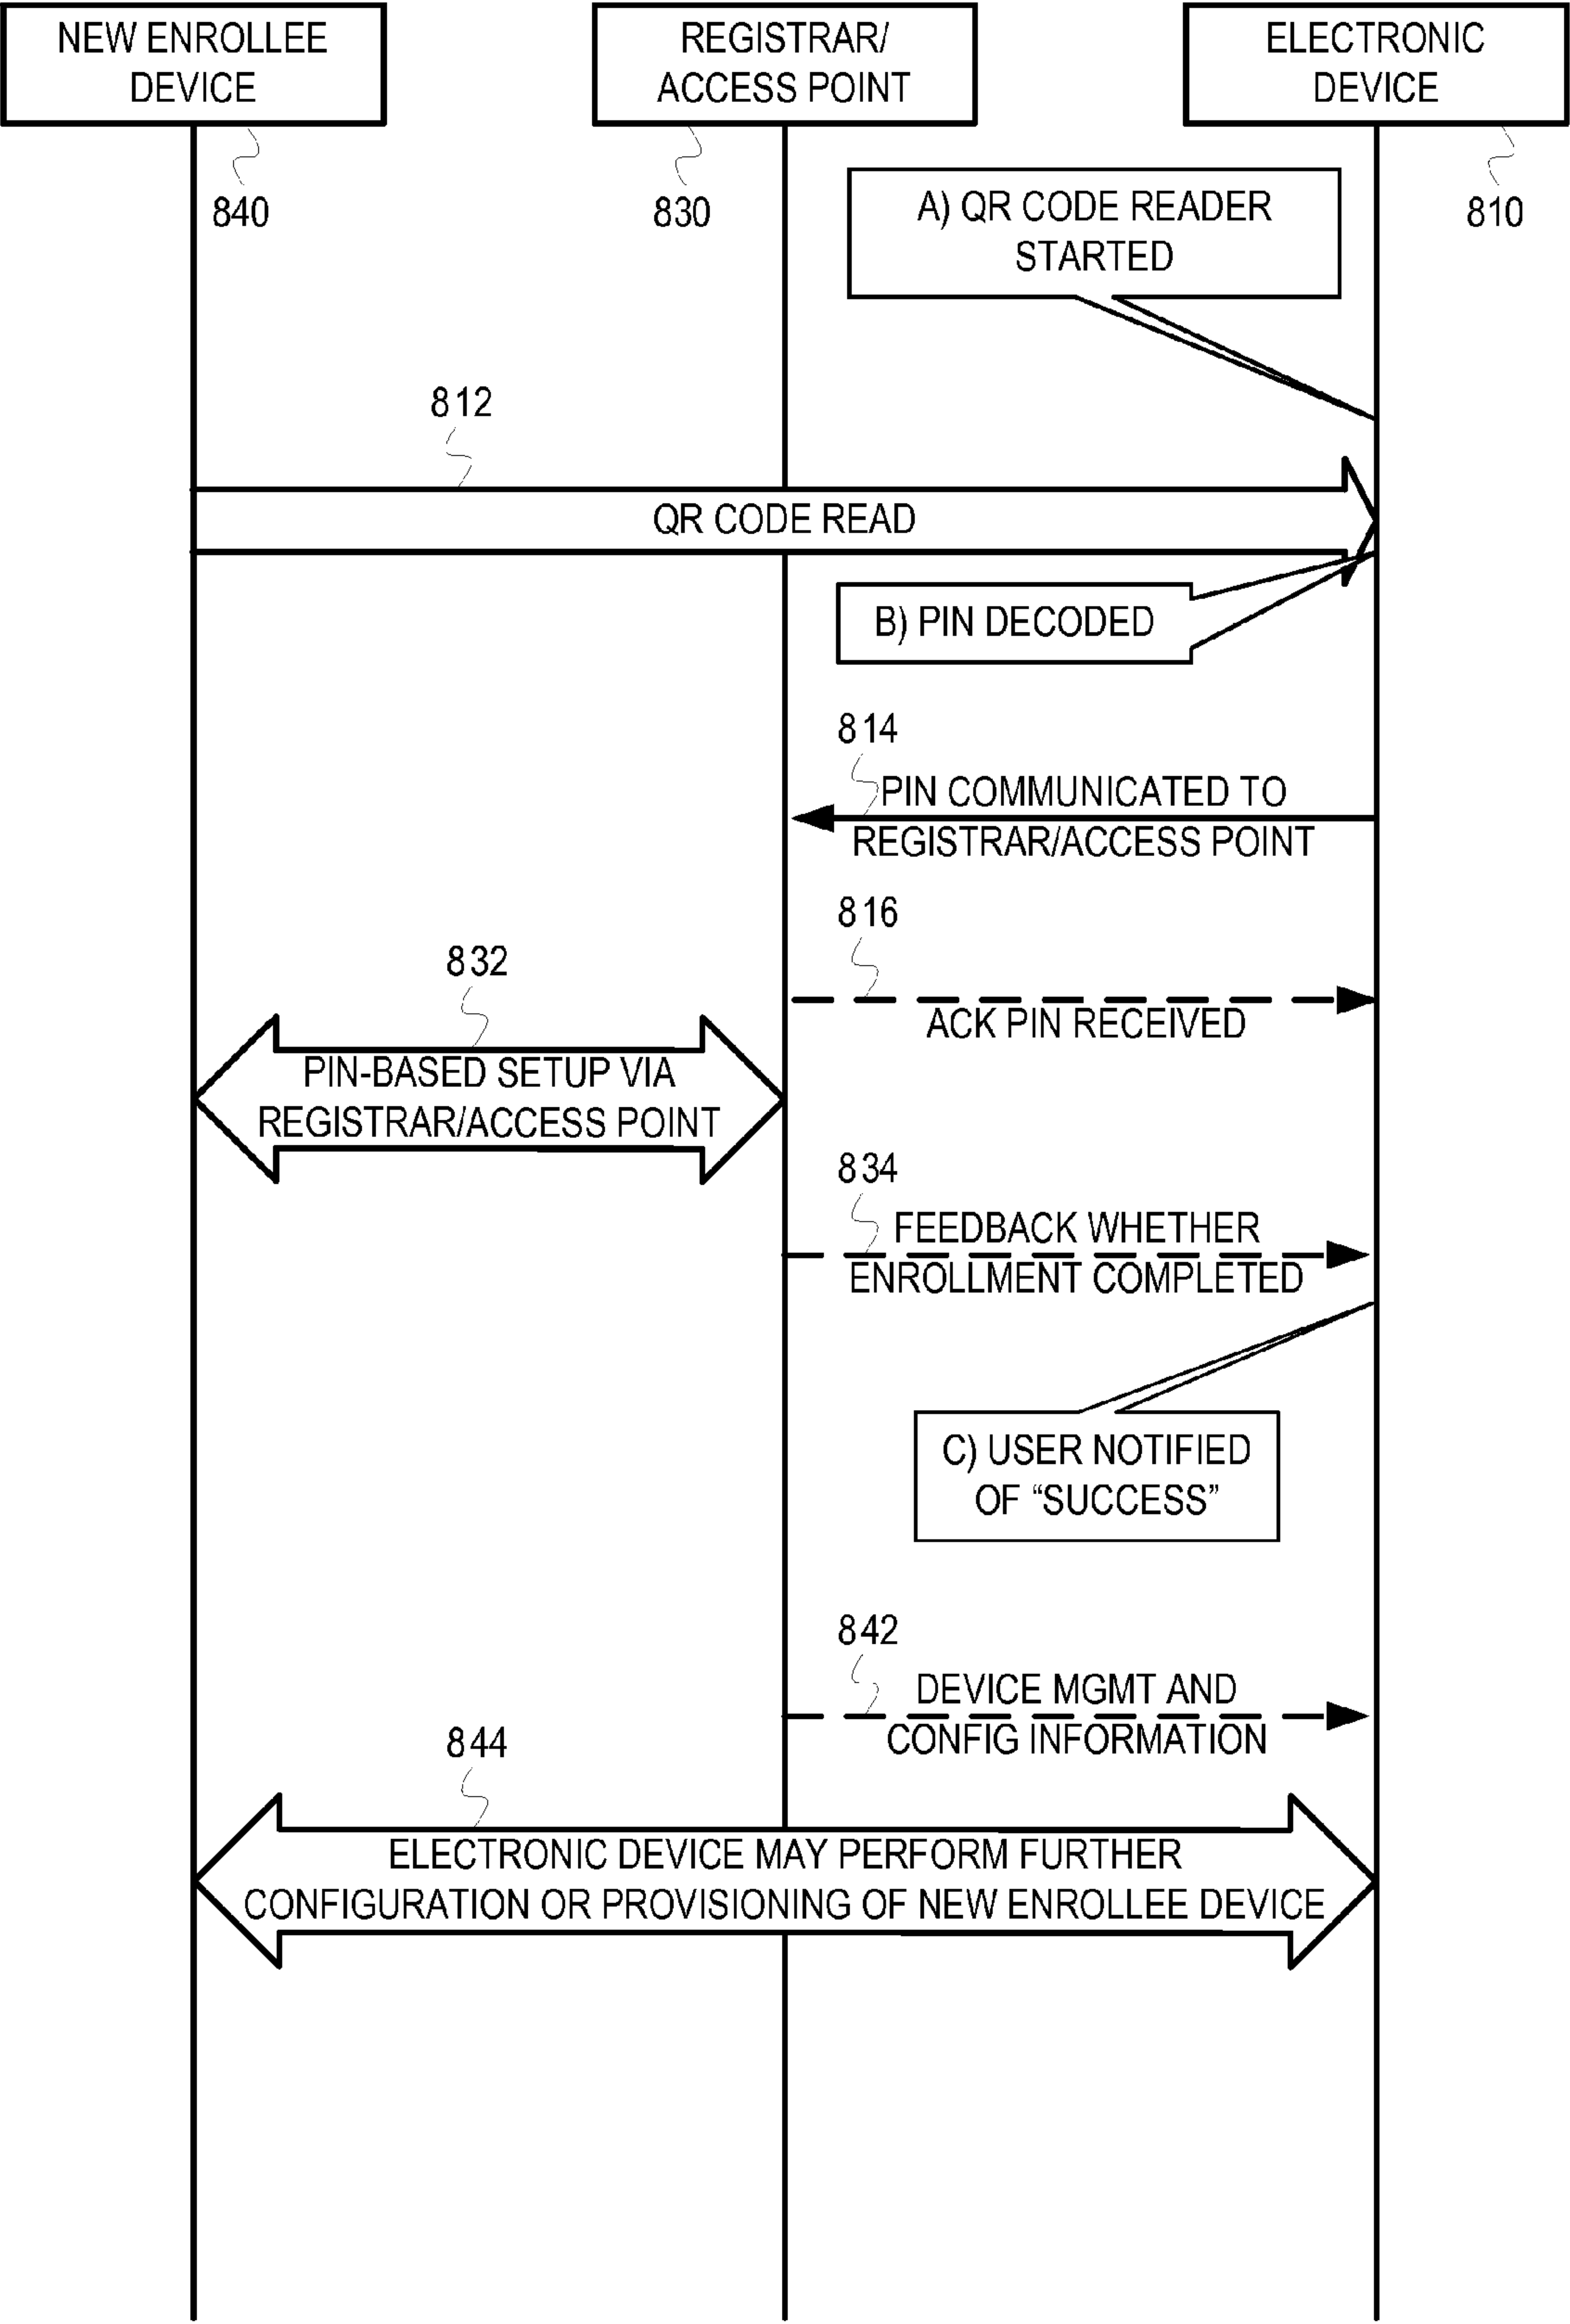 NEW ENROLLEE
DEVICE
REGISTRAR/
ACCESS POINT
ELECTRONIC
DEVICE
840
830
810
A) QR CODE READER
STARTED
812
QR CODE READ
B) PIN DECODED
814
PIN COMMUNICATED TO
REGISTRAR/ACCESS POINT
816
ACK PIN RECEIVED
832
PIN-BASED SETUP VIA
REGISTRAR/ACCESS POINT
834
FEEDBACK WHETHER
ENROLLMENT COMPLETED
C) USER NOTIFIED
OF “SUCCESS”
842
DEVICE MGMT AND
CONFIG INFORMATION
844
ELECTRONIC DEVICE MAY PERFORM FURTHER
CONFIGURATION OR PROVISIONING OF NEW ENROLLEE DEVICE